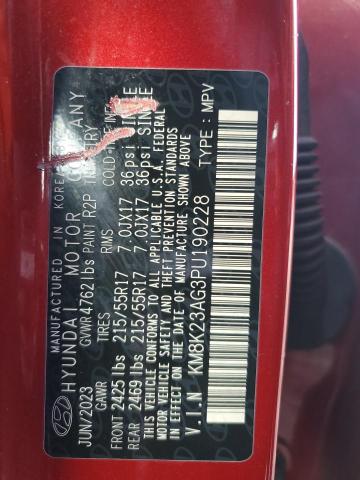 MANUFACTURED IN KOREA
HYUNDAI MOTOR COMPANY
JUN/2023 GVWR 4762 lbs PAINT R2P
GAWR TIRES RIMS COLD TIRE INF.
FRONT 2425 lbs 215/55R17 7.0JX17 36psi SINGLE
REAR 2469 lbs 215/55R17 7.0JX17 36psi SINGLE
THIS VEHICLE CONFORMS TO ALL APPLICABLE U.S.A. FEDERAL
MOTOR VEHICLE SAFETY AND THEFT PREVENTION STANDARDS IN
EFFECT ON THE DATE OF MANUFACTURE SHOWN ABOVE.
V.I.N : KM8K23AG3PU190228 TYPE : MPV